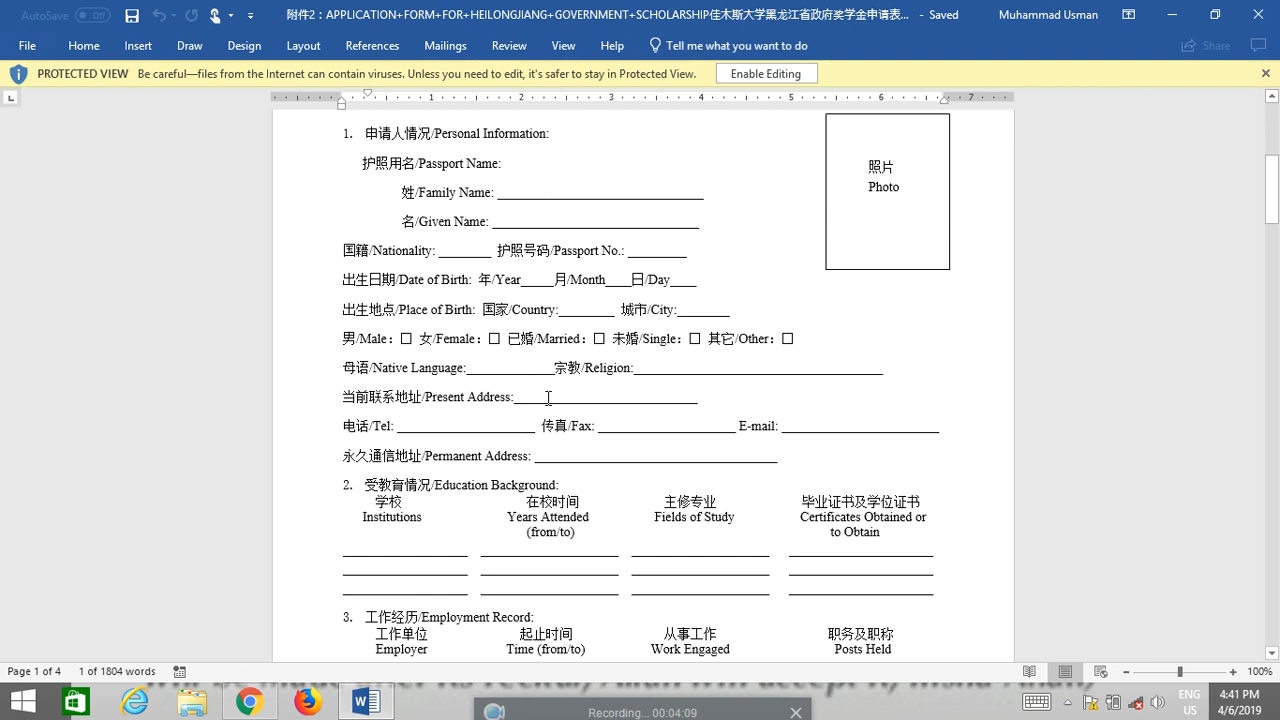 AutoSave Off 附件2：APPLICATION+FORM+FOR+HEILONGJIANG+GOVERNMENT+SCHOLARSHIP佳木斯大学黑龙江省政府奖学金申请表... - Saved Muhammad Usman
File Home Insert Draw Design Layout References Mailings Review View Help Tell me what you want to do Share
PROTECTED VIEW Be careful—files from the Internet can contain viruses. Unless you need to edit, it's safer to stay in Protected View. Enable Editing
1 2 3 4 5 6 7
1. 申请人情况/Personal Information:
护照用名/Passport Name:
照片
Photo
姓/Family Name:
名/Given Name:
国籍/Nationality: 护照号码/Passport No.:
出生日期/Date of Birth: 年/Year 月/Month 日/Day
出生地点/Place of Birth: 国家/Country: 城市/City:
男/Male： 女/Female： 已婚/Married： 未婚/Single： 其它/Other：
母语/Native Language: 宗教/Religion:
当前联系地址/Present Address:
电话/Tel: 传真/Fax: E-mail:
永久通信地址/Permanent Address:
2. 受教育情况/Education Background:
学校 在校时间 主修专业 毕业证书及学位证书
Institutions Years Attended Fields of Study Certificates Obtained or
(from/to) to Obtain
3. 工作经历/Employment Record:
工作单位 起止时间 从事工作 职务及职称
Employer Time (from/to) Work Engaged Posts Held
Page 1 of 4 1 of 1804 words 100%
Recording... 00:04:09
ENG 4:41 PM
US 4/6/2019